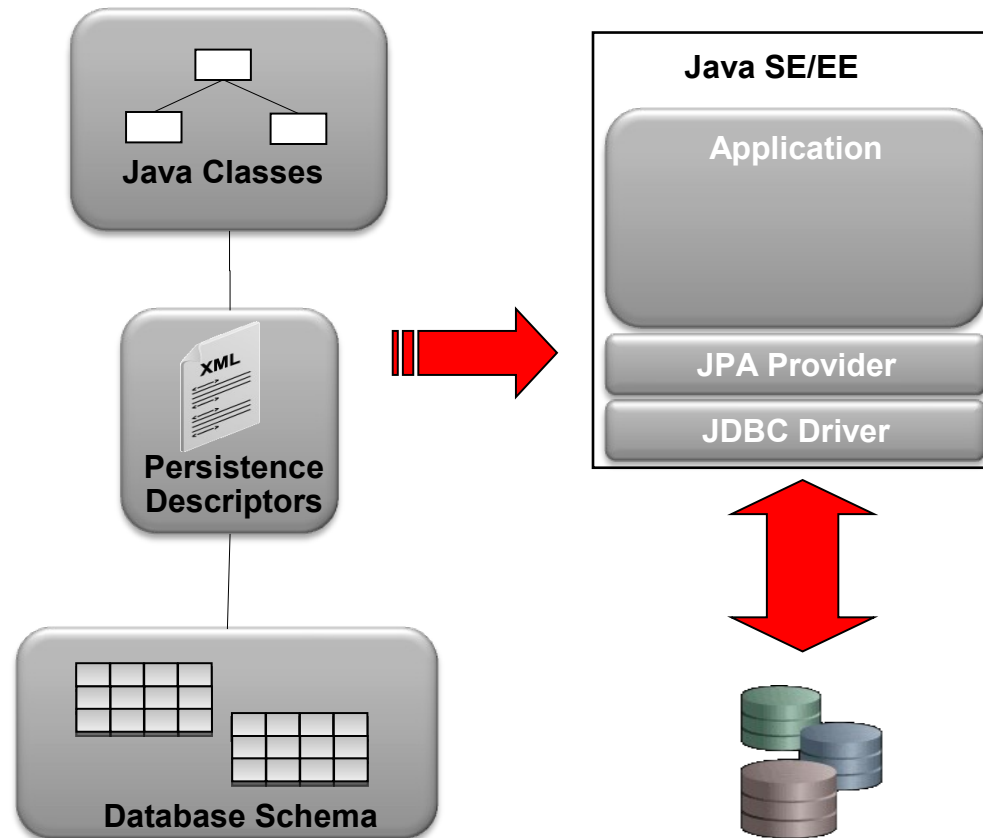 Java Classes
XML
Persistence
Descriptors
Database Schema
Java SE/EE
Application
JPA Provider
JDBC Driver